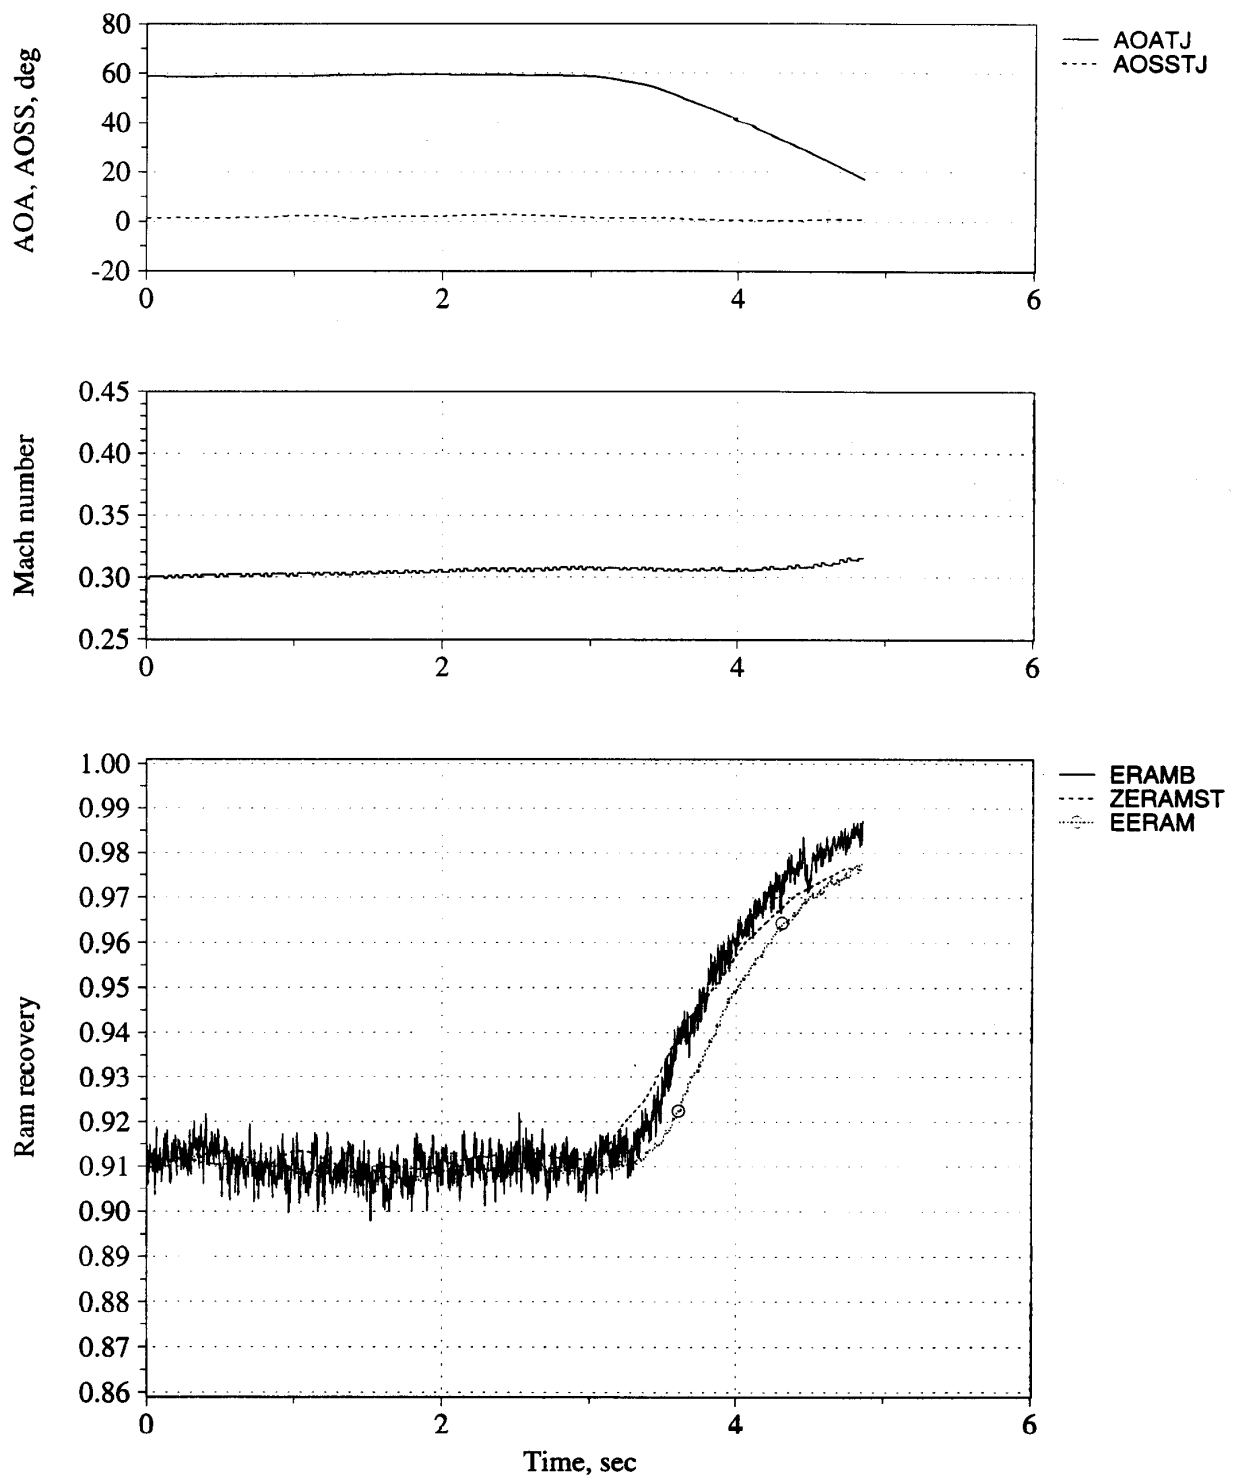 80
60
40
20
0
-20
AOA, AOSS, deg
0 2 4 6
AOATJ
AOSSTJ
0.45
0.40
0.35
0.30
0.25
Mach number
0 2 4 6
1.00
0.99
0.98
0.97
0.96
0.95
0.94
0.93
0.92
0.91
0.90
0.89
0.88
0.87
0.86
Ram recovery
ERAMB
ZERAMST
EERAM
0 2 4 6
Time, sec